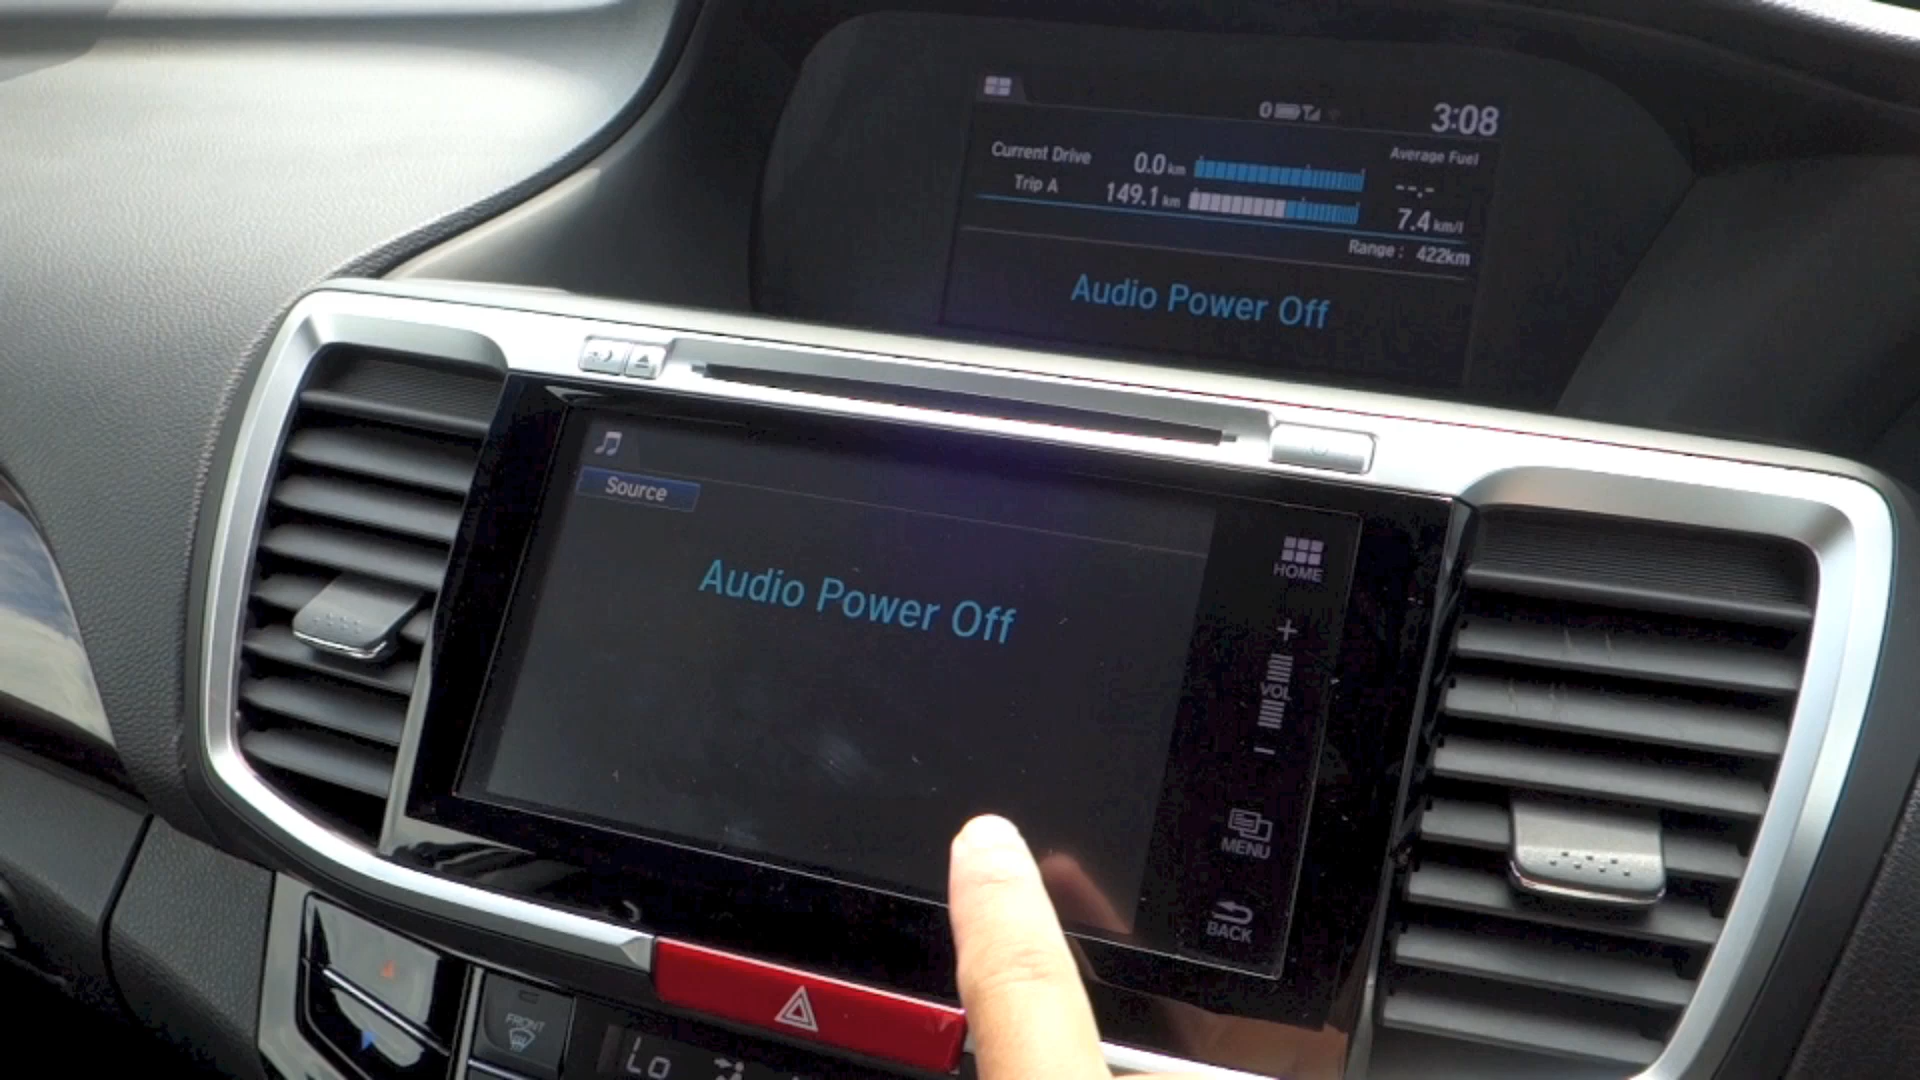 0
3:08
Current Drive 0.0 km
Average Fuel
--.-
Trip A 149.1 km
7.4 km/l
Range : 422km
Audio Power Off
Source
Audio Power Off
HOME
+
VOL
−
MENU
BACK
FRONT
Lo